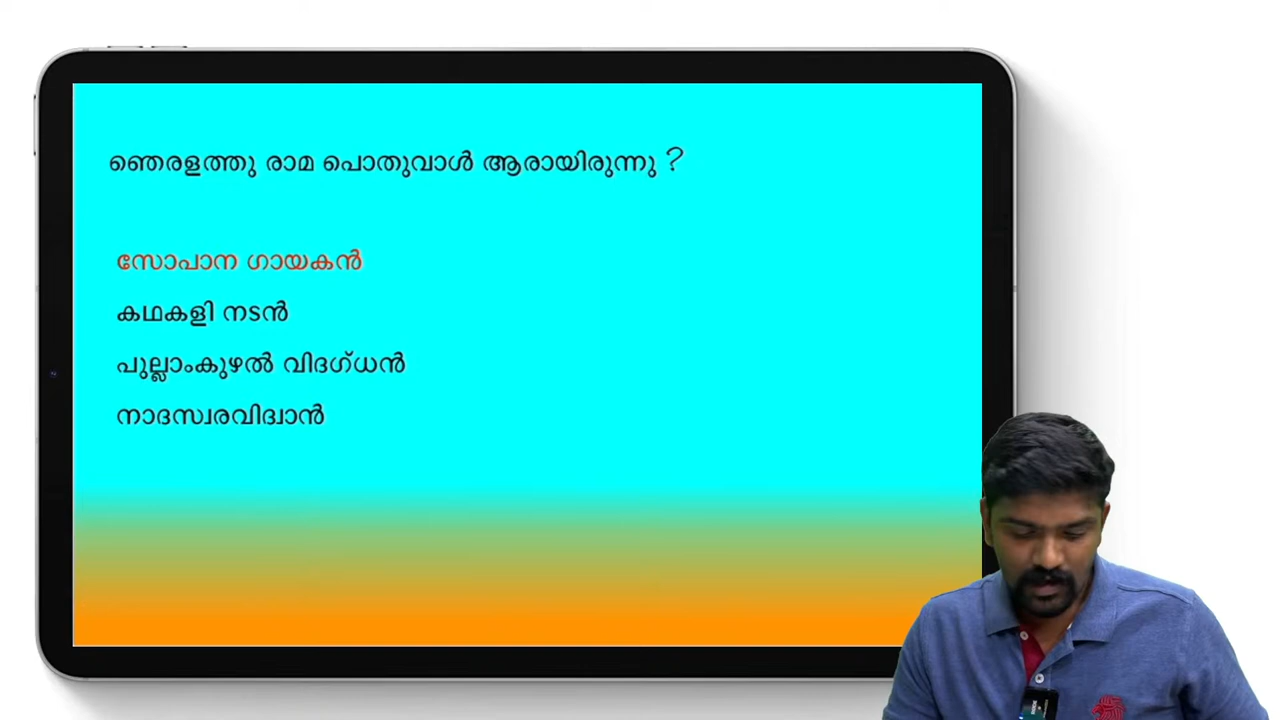 ഞെരളത്തു രാമ പൊതുവാൾ ആരായിരുന്നു ?
സോപാന ഗായകൻ
കഥകളി നടൻ
പുല്ലാംകുഴൽ വിദഗ്ധൻ
നാദസ്വരവിദ്വാൻ